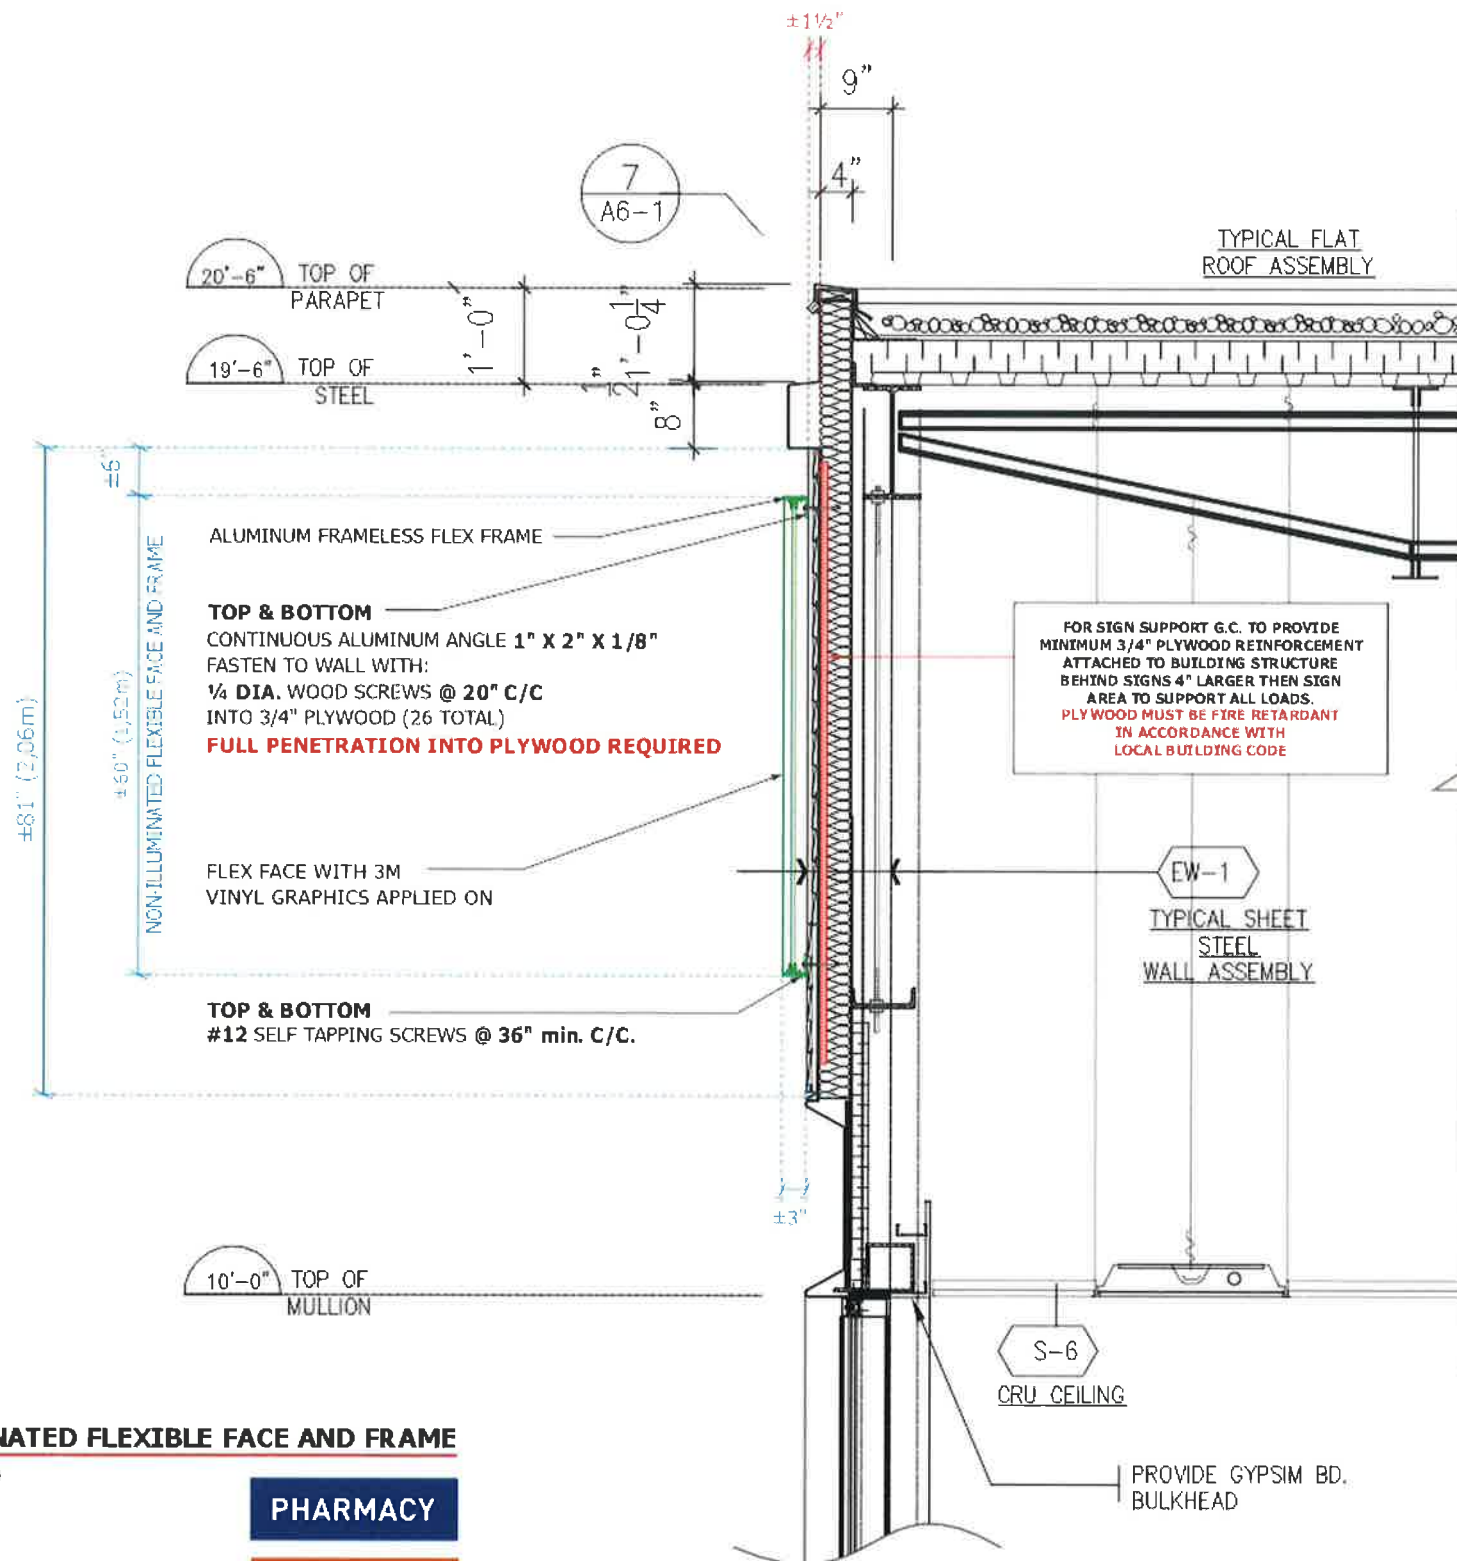 ±1½"
9"
4"
7
A6-1
TYPICAL FLAT
ROOF ASSEMBLY
20'-6"
TOP OF
PARAPET
1'-0"
1'-0 1/4"
19'-6"
TOP OF
STEEL
1"
2
8"
±6"
ALUMINUM FRAMELESS FLEX FRAME
TOP & BOTTOM
CONTINUOUS ALUMINUM ANGLE 1" X 2" X 1/8"
FASTEN TO WALL WITH:
¼ DIA. WOOD SCREWS @ 20" C/C
INTO 3/4" PLYWOOD (26 TOTAL)
FULL PENETRATION INTO PLYWOOD REQUIRED
FOR SIGN SUPPORT G.C. TO PROVIDE
MINIMUM 3/4" PLYWOOD REINFORCEMENT
ATTACHED TO BUILDING STRUCTURE
BEHIND SIGNS 4" LARGER THEN SIGN
AREA TO SUPPORT ALL LOADS.
PLYWOOD MUST BE FIRE RETARDANT
IN ACCORDANCE WITH
LOCAL BUILDING CODE
±81" (2,06m)
±60" (1,52m)
NON-ILLUMINATED FLEXIBLE FACE AND FRAME
FLEX FACE WITH 3M
VINYL GRAPHICS APPLIED ON
EW-1
TYPICAL SHEET
STEEL
WALL ASSEMBLY
TOP & BOTTOM
#12 SELF TAPPING SCREWS @ 36" min. C/C.
±3"
10'-0"
TOP OF
MULLION
S-6
CRU CEILING
NATED FLEXIBLE FACE AND FRAME
PROVIDE GYPSIM BD.
BULKHEAD
PHARMACY